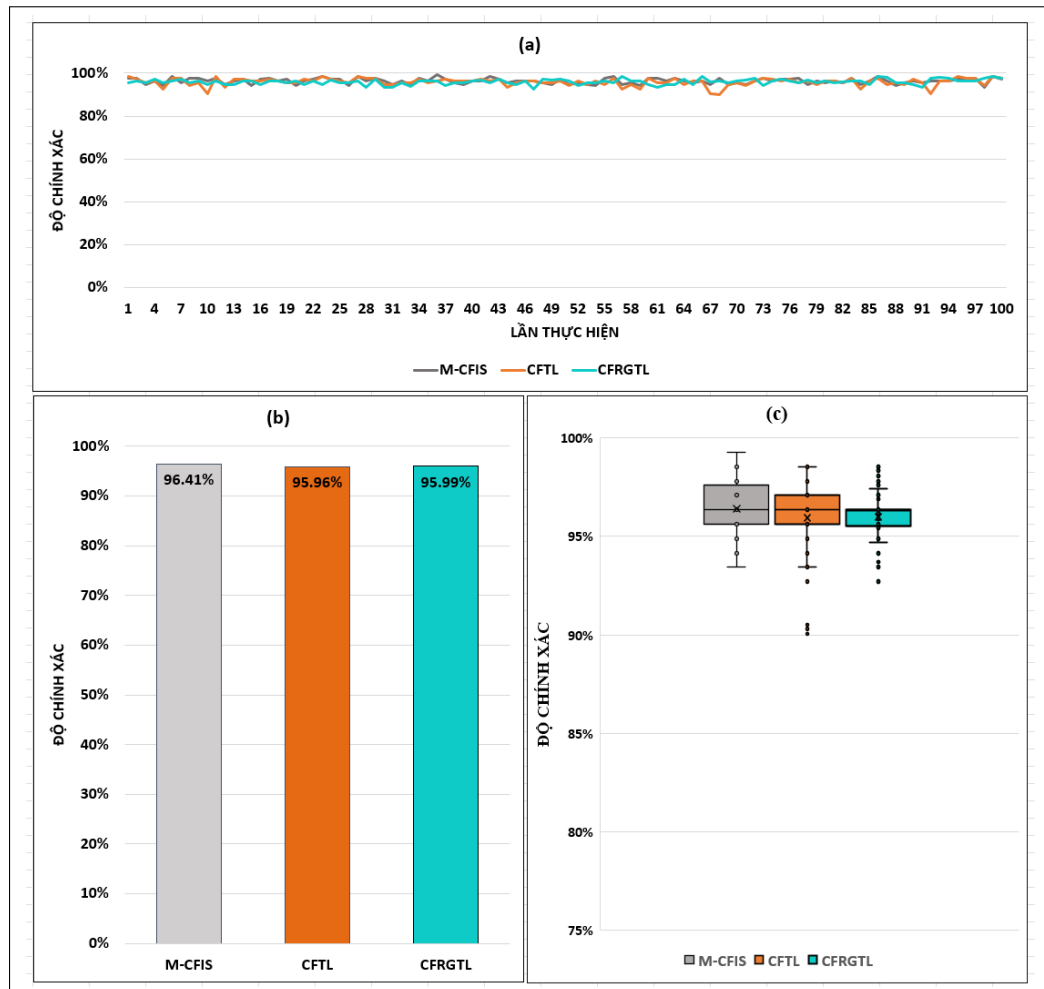 (a)
100%
80%
60%
40%
20%
0%
ĐỘ CHÍNH XÁC
1 4 7 10 13 16 19 22 25 28 31 34 37 40 43 46 49 52 55 58 61 64 67 70 73 76 79 82 85 88 91 94 97 100
LẦN THỰC HIỆN
M-CFIS CFTL CFRGTL
(b)
100%
90%
80%
70%
60%
50%
40%
30%
20%
10%
0%
ĐỘ CHÍNH XÁC
96.41% 95.96% 95.99%
M-CFIS CFTL CFRGTL
(c)
100%
95%
90%
85%
80%
75%
ĐỘ CHÍNH XÁC
M-CFIS CFTL CFRGTL